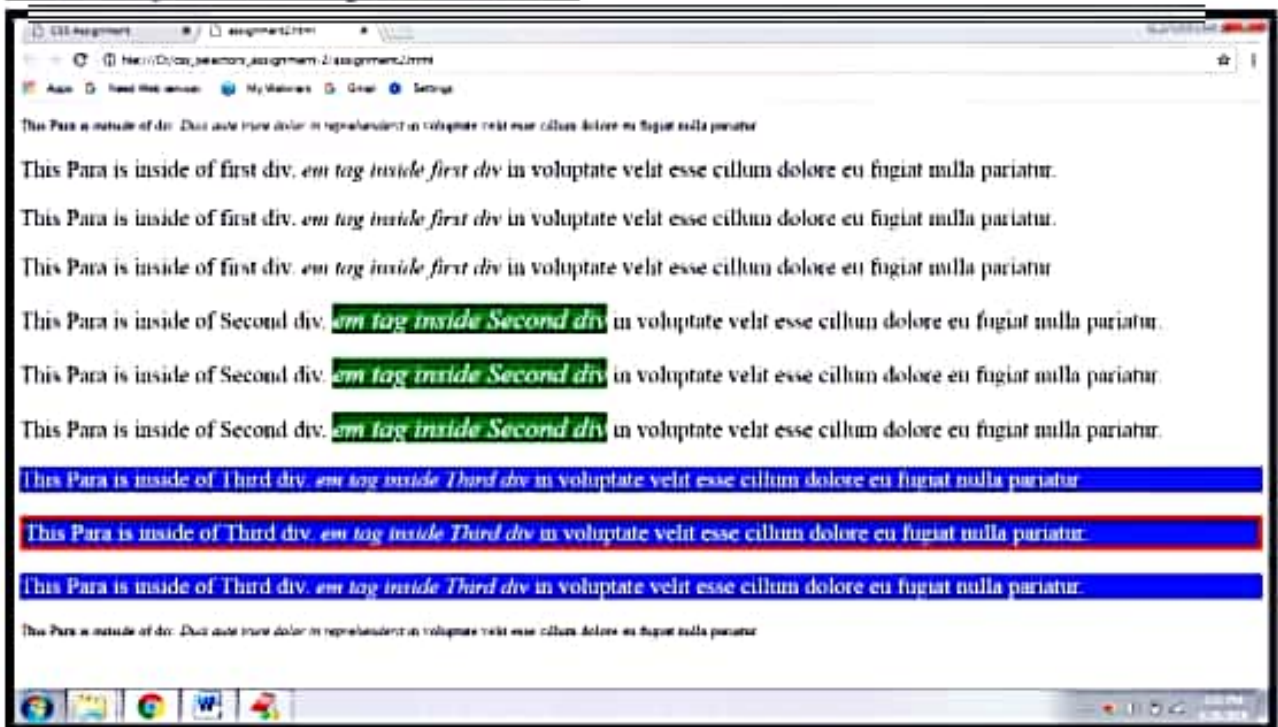 CSS Assignment assignment2.html
file:///D:/css_selectors_assignment-2/assignment2.html
Apps Need Web services My Webinars Gmail Settings
This Para is outside of div. Duis aute irure dolor in reprehenderit in voluptate velit esse cillum dolore eu fugiat nulla pariatur
This Para is inside of first div. em tag inside first div in voluptate velit esse cillum dolore eu fugiat nulla pariatur.
This Para is inside of first div. em tag inside first div in voluptate velit esse cillum dolore eu fugiat nulla pariatur.
This Para is inside of first div. em tag inside first div in voluptate velit esse cillum dolore eu fugiat nulla pariatur
This Para is inside of Second div. em tag inside Second div in voluptate velit esse cillum dolore eu fugiat nulla pariatur.
This Para is inside of Second div. em tag inside Second div in voluptate velit esse cillum dolore eu fugiat nulla pariatur.
This Para is inside of Second div. em tag inside Second div in voluptate velit esse cillum dolore eu fugiat nulla pariatur.
This Para is inside of Third div. em tag inside Third div in voluptate velit esse cillum dolore eu fugiat nulla pariatur
This Para is inside of Third div. em tag inside Third div in voluptate velit esse cillum dolore eu fugiat nulla pariatur.
This Para is inside of Third div. em tag inside Third div in voluptate velit esse cillum dolore eu fugiat nulla pariatur.
This Para is outside of div. Duis aute irure dolor in reprehenderit in voluptate velit esse cillum dolore eu fugiat nulla pariatur